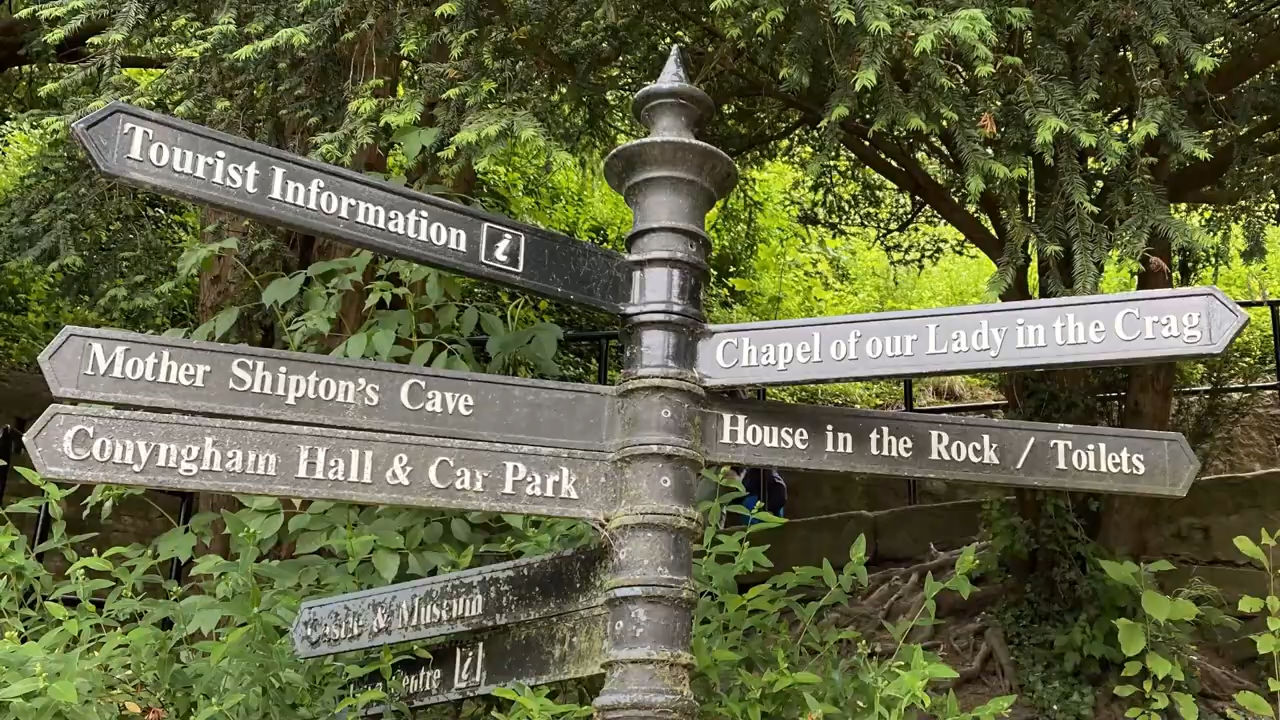 Tourist Information i
Chapel of our Lady in the Crag
Mother Shipton's Cave
House in the Rock / Toilets
Conyngham Hall & Car Park
Castle & Museum
i